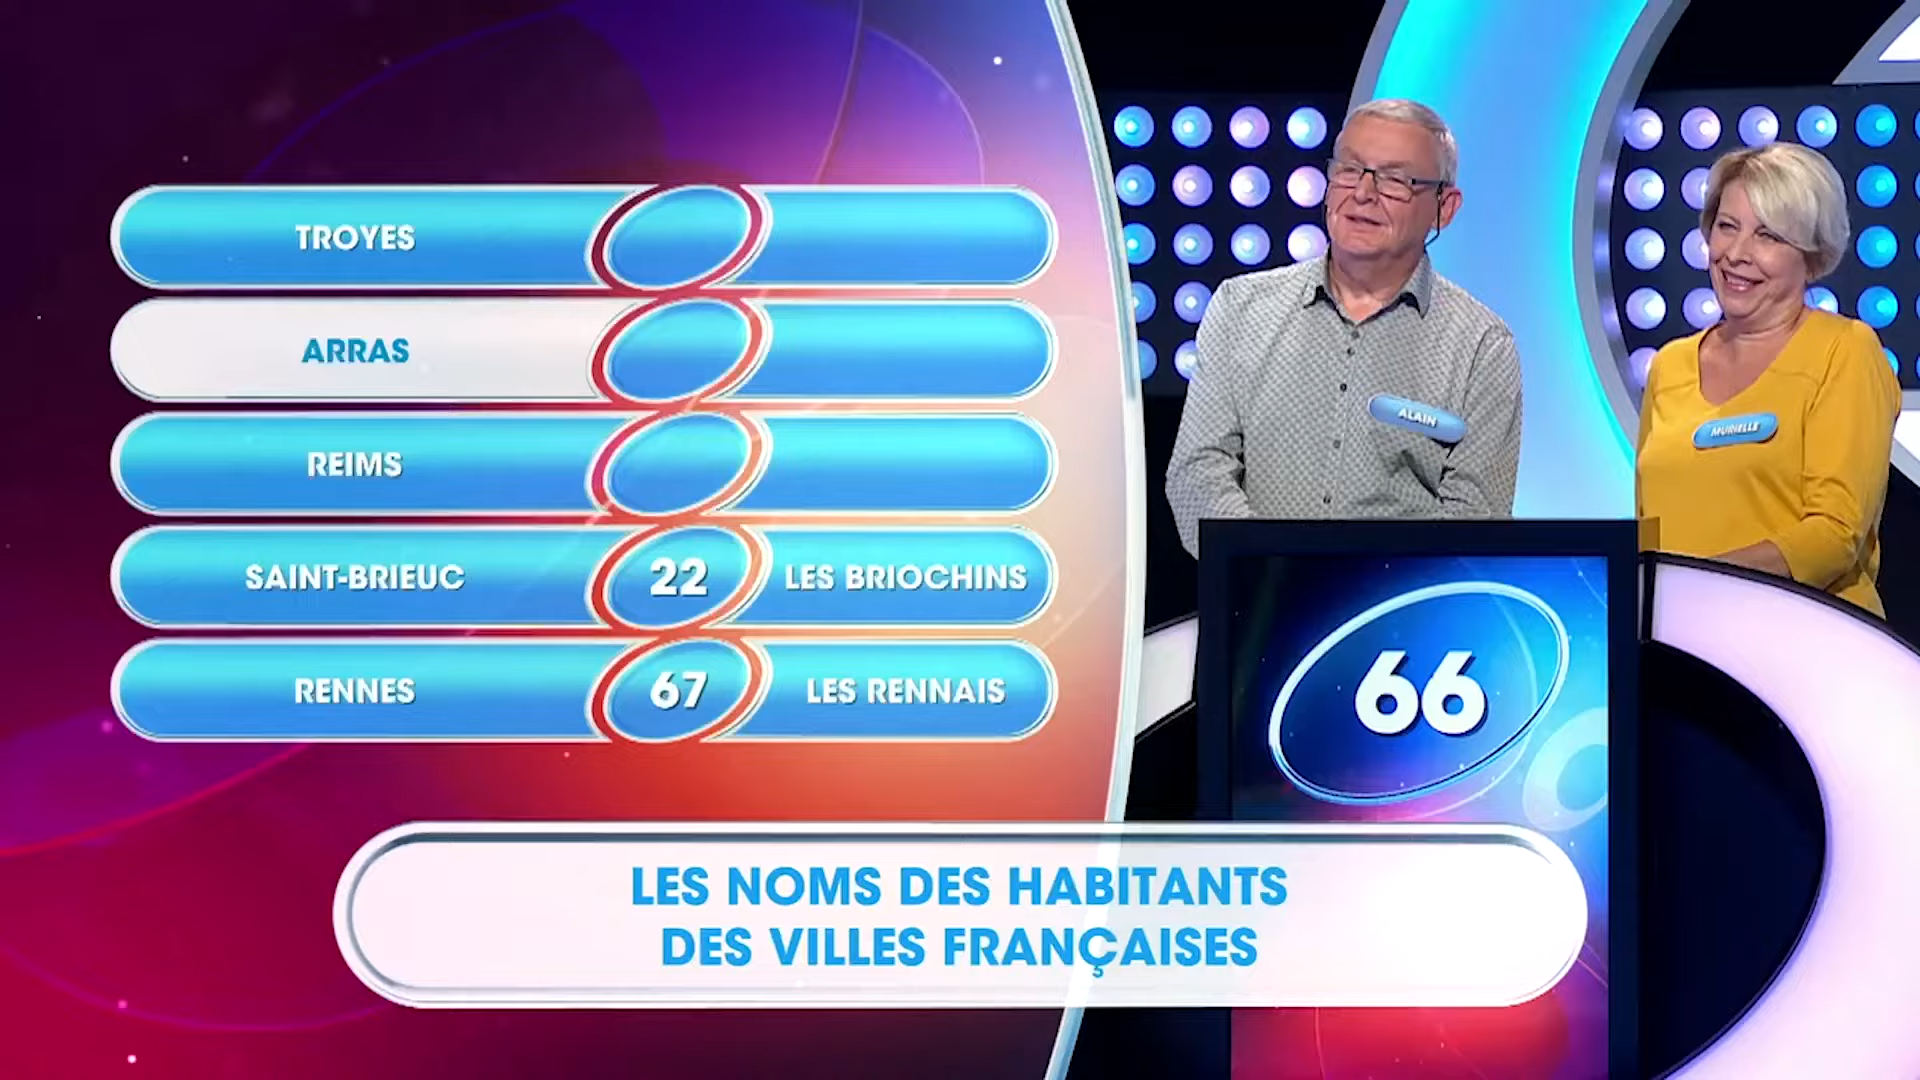 TROYES
ARRAS
REIMS
SAINT-BRIEUC 22 LES BRIOCHINS
RENNES 67 LES RENNAIS
ALAIN
MURIELLE
66
LES NOMS DES HABITANTS
DES VILLES FRANÇAISES